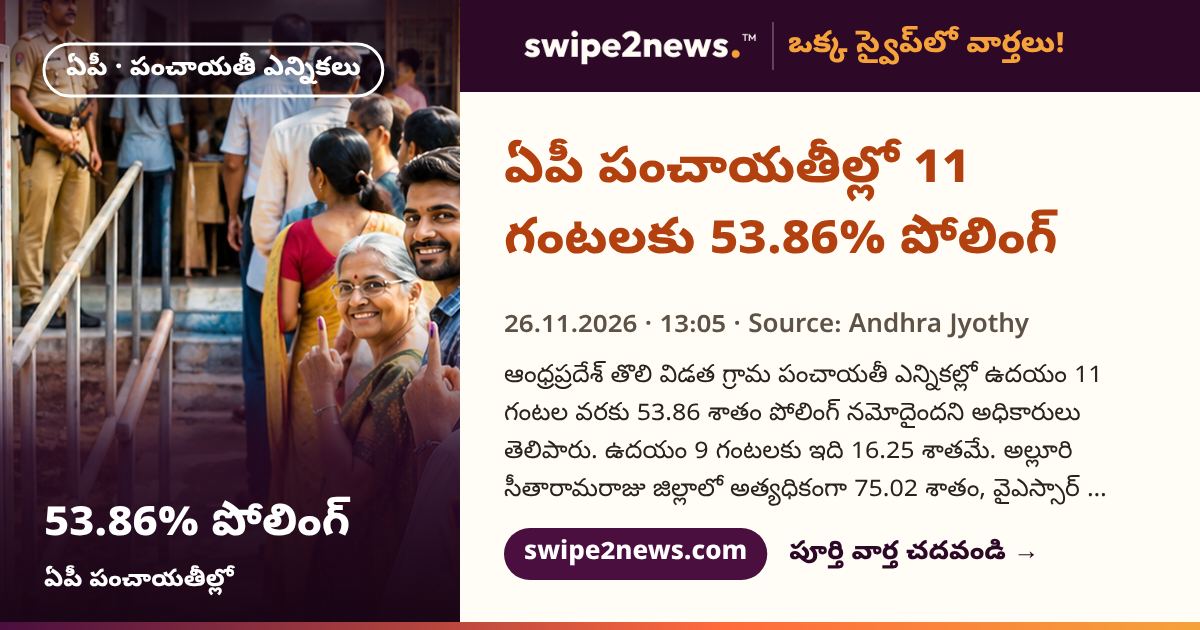 ఏపీ · పంచాయతీ ఎన్నికలు
53.86% పోలింగ్
ఏపీ పంచాయతీల్లో
swipe2news.™
ఒక్క స్వైప్‌లో వార్తలు!
ఏపీ పంచాయతీల్లో 11
గంటలకు 53.86% పోలింగ్
26.11.2026 · 13:05 · Source: Andhra Jyothy
ఆంధ్రప్రదేశ్ తొలి విడత గ్రామ పంచాయతీ ఎన్నికల్లో ఉదయం 11
గంటల వరకు 53.86 శాతం పోలింగ్ నమోదైందని అధికారులు
తెలిపారు. ఉదయం 9 గంటలకు ఇది 16.25 శాతమే. అల్లూరి
సీతారామరాజు జిల్లాలో అత్యధికంగా 75.02 శాతం, వైఎస్సార్ ...
swipe2news.com
పూర్తి వార్త చదవండి →